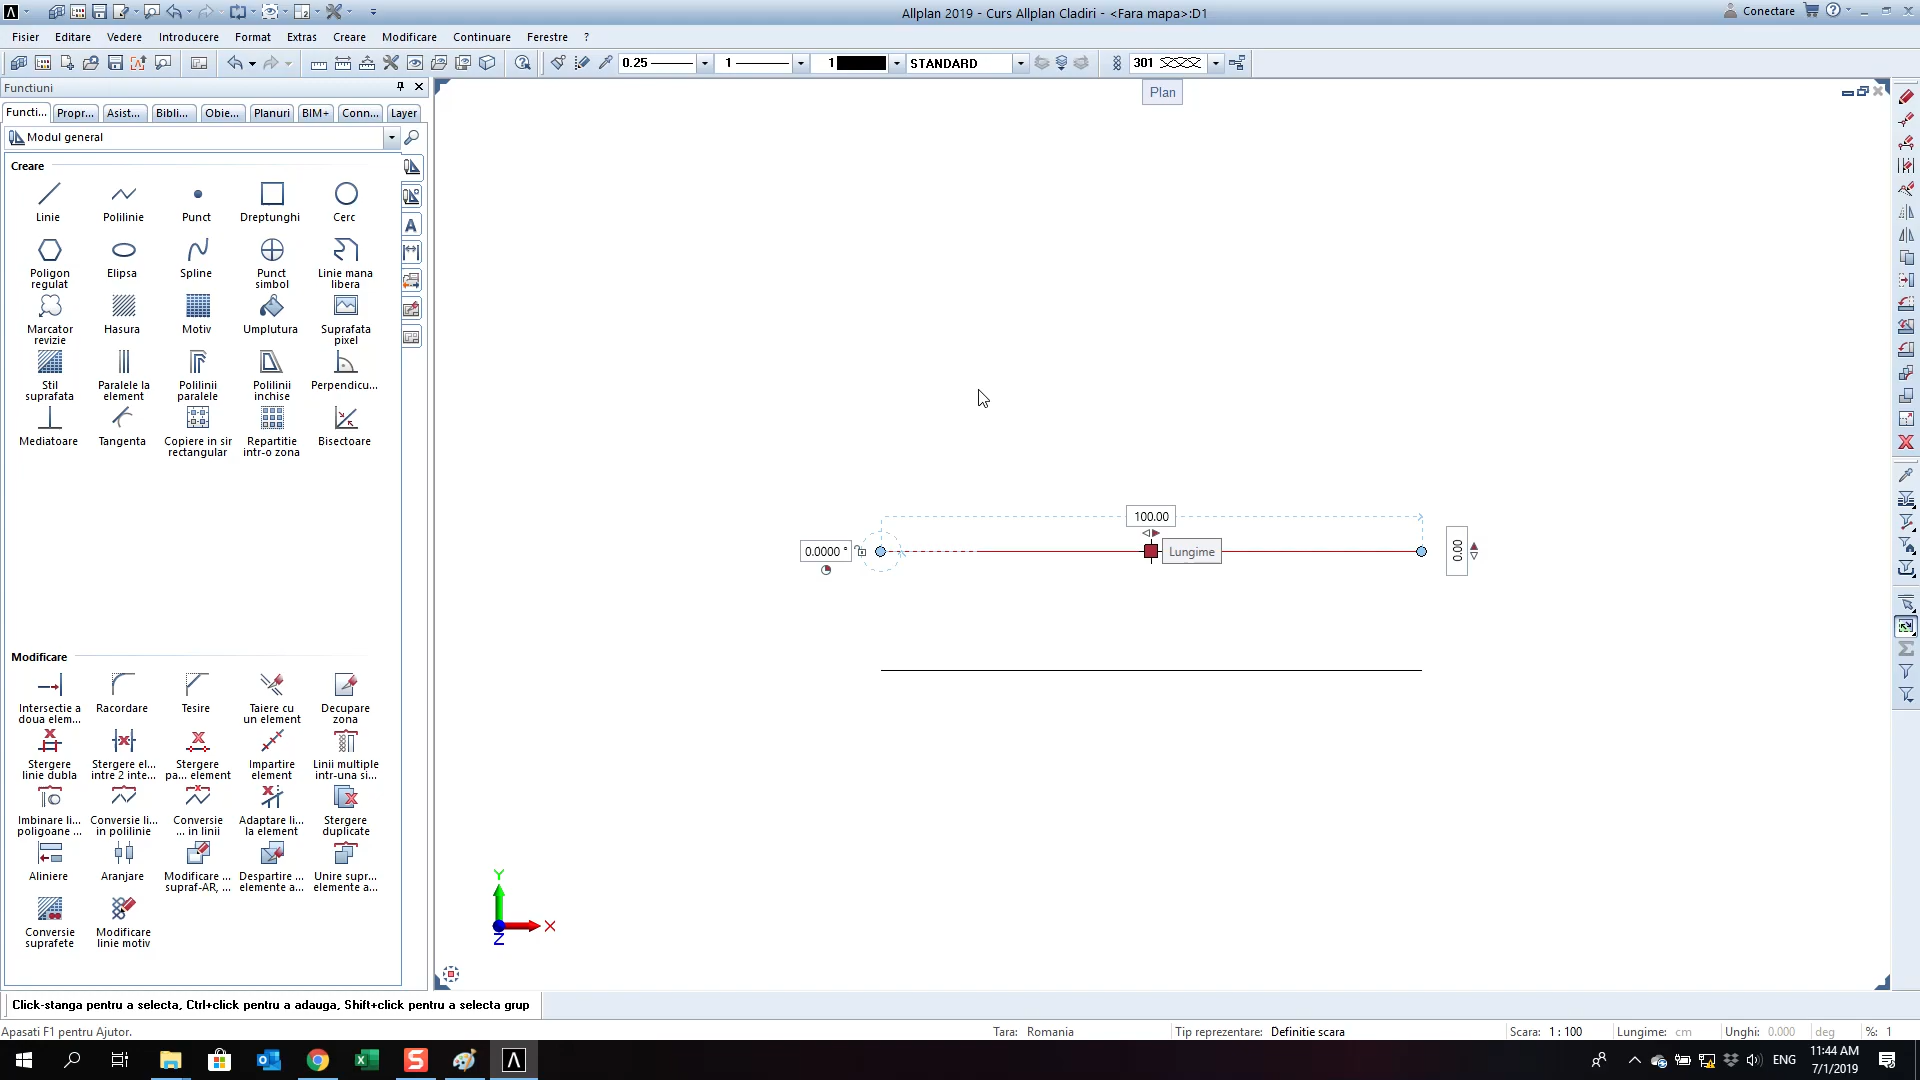 Allplan 2019 - Curs Allplan Cladiri - <Fara mapa>:D1
Conectare
Fisier Editare Vedere Introducere Format Extras Creare Modificare Continuare Ferestre ?
0.25 1 1 STANDARD 301
Functiuni
Functi... Propr... Asist... Bibli... Obie... Planuri BIM+ Conn... Layer
Modul general
Plan
Creare
Linie Polilinie Punct Dreptunghi Cerc
Poligon regulat Elipsa Spline Punct simbol Linie mana libera
Marcator revizie Hasura Motiv Umplutura Suprafata pixel
Stil suprafata Paralele la element Polilinii paralele Polilinii inchise Perpendicu...
Mediatoare Tangenta Copiere in sir rectangular Repartitie intr-o zona Bisectoare
100.00
0.0000 °
Lungime
0.00
Modificare
Intersectie a doua elem... Racordare Tesire Taiere cu un element Decupare zona
Stergere linie dubla Stergere el... intre 2 inte... Stergere pa... element Impartire element Linii multiple intr-una si...
Imbinare li... poligoane ... Conversie li... in polilinie Conversie ... in linii Adaptare li... la element Stergere duplicate
Aliniere Aranjare Modificare ... supraf-AR, ... Despartire ... elemente a... Unire supr... elemente a...
Conversie suprafete Modificare linie motiv
Y
X
Z
Click-stanga pentru a selecta, Ctrl+click pentru a adauga, Shift+click pentru a selecta grup
Apasati F1 pentru Ajutor.
Tara: Romania Tip reprezentare: Definitie scara Scara: 1 : 100 Lungime: cm Unghi: 0.000 deg %: 1
ENG
11:44 AM
7/1/2019